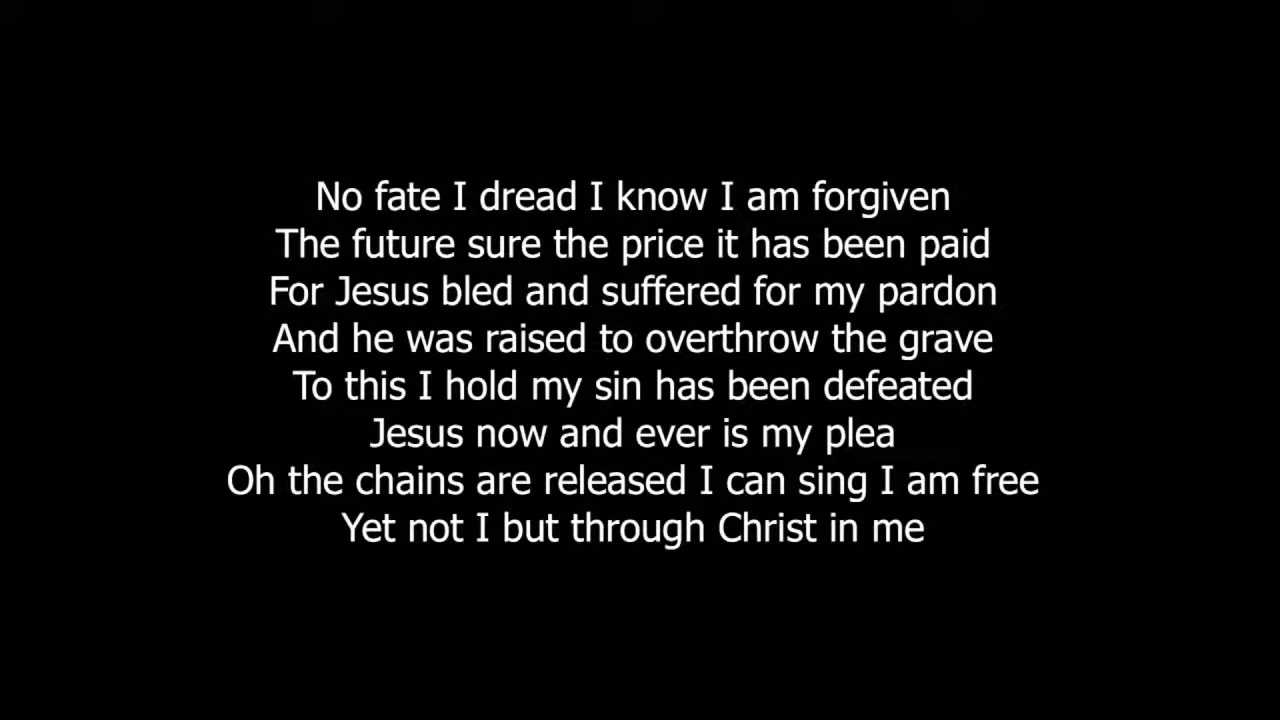 No fate I dread I know I am forgiven
The future sure the price it has been paid
For Jesus bled and suffered for my pardon
And he was raised to overthrow the grave
To this I hold my sin has been defeated
Jesus now and ever is my plea
Oh the chains are released I can sing I am free
Yet not I but through Christ in me